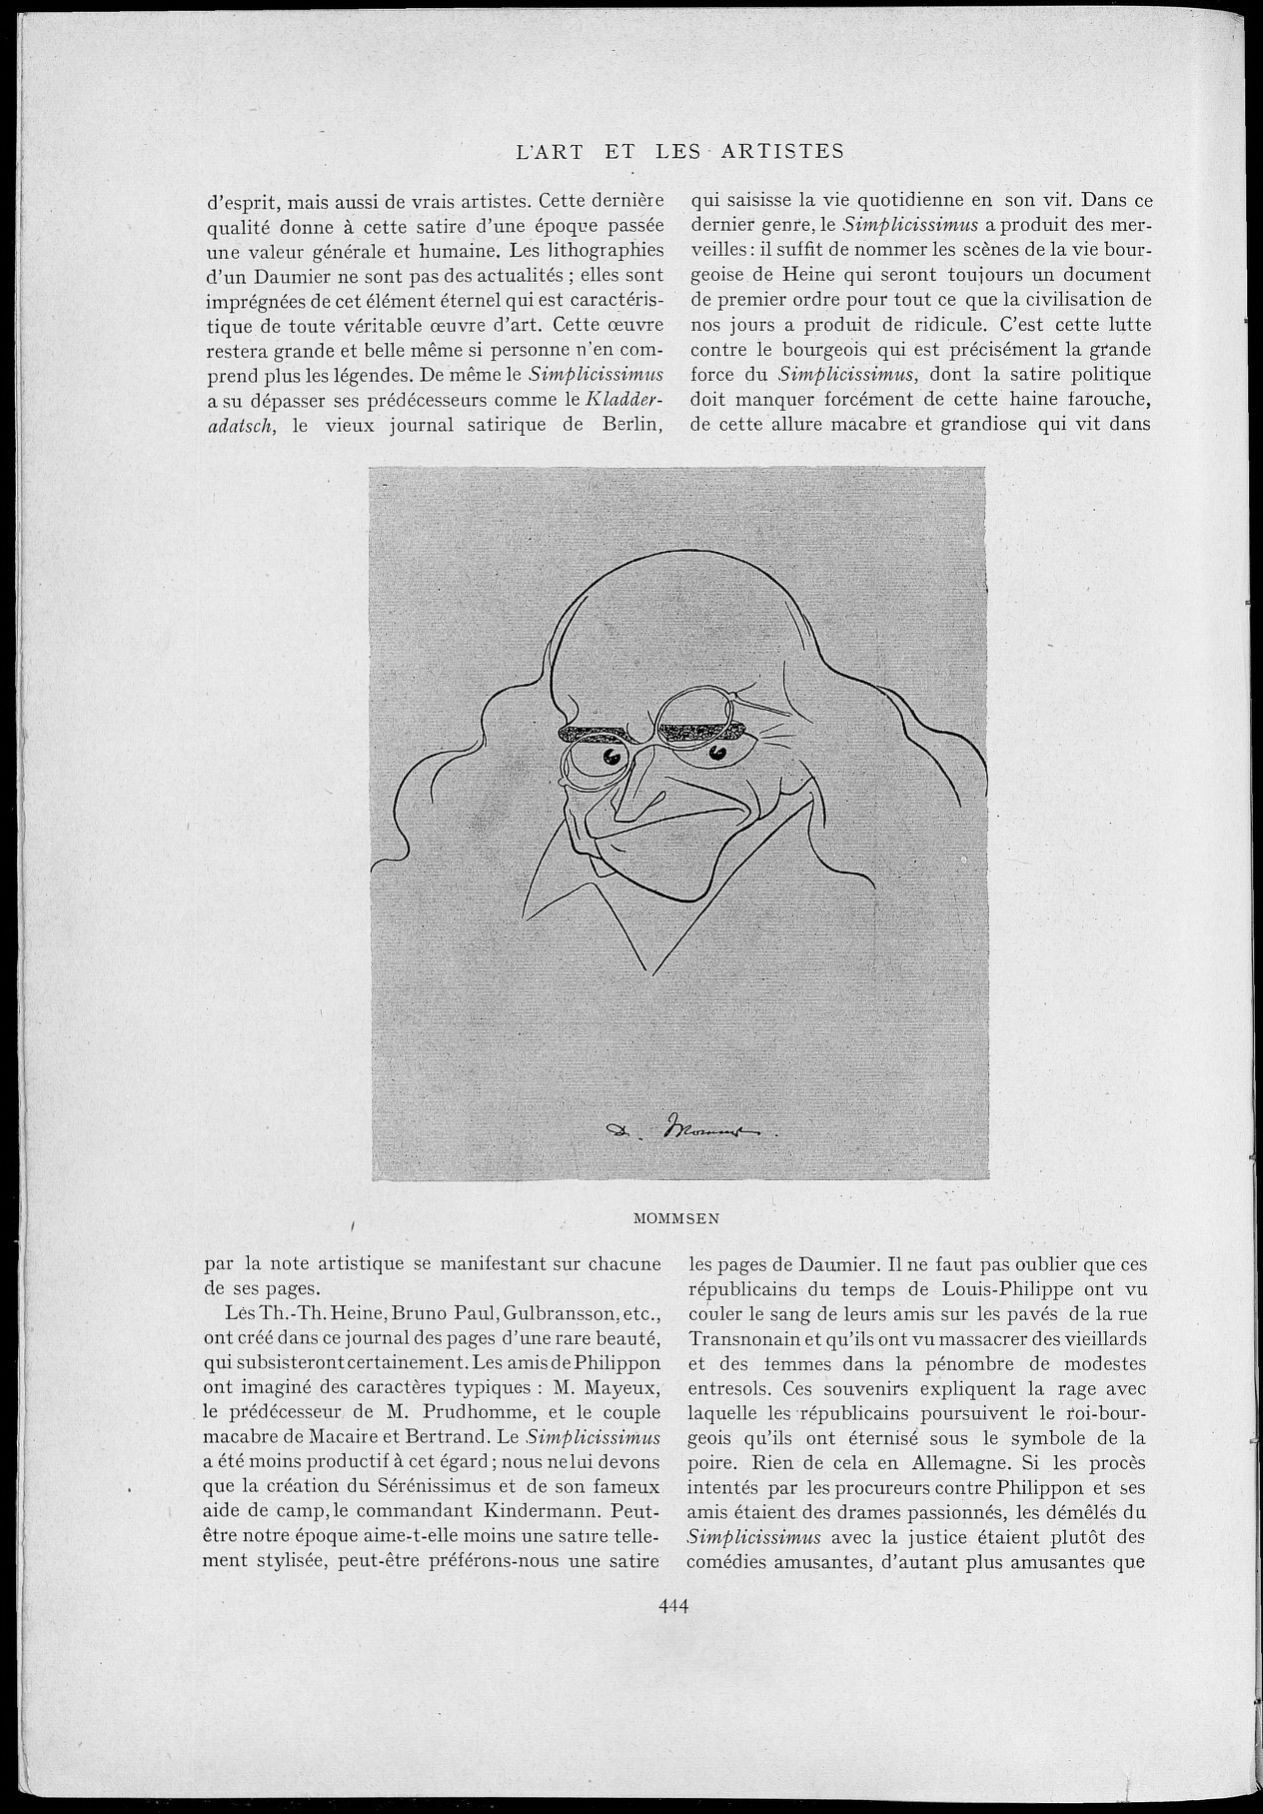 L'ART ET LES ARTISTES
d'esprit, mais aussi de vrais artistes. Cette dernière
qualité donne à cette satire d'une époque passée
une valeur générale et humaine. Les lithographies
d'un Daumier ne sont pas des actualités ; elles sont
imprégnées de cet élément éternel qui est caractéris-
tique de toute véritable œuvre d'art. Cette œuvre
restera grande et belle même si personne n'en com-
prend plus les légendes. De même le Simplicissimus
a su dépasser ses prédécesseurs comme le Kladder-
adatsch, le vieux journal satirique de Berlin,
par la note artistique se manifestant sur chacune
de ses pages.
Les Th.-Th. Heine, Bruno Paul, Gulbransson, etc.,
ont créé dans ce journal des pages d'une rare beauté,
qui subsisteront certainement. Les amis de Philippon
ont imaginé des caractères typiques : M. Mayeux,
le prédécesseur de M. Prudhomme, et le couple
macabre de Macaire et Bertrand. Le Simplicissimus
a été moins productif à cet égard ; nous ne lui devons
que la création du Sérénissimus et de son fameux
aide de camp, le commandant Kindermann. Peut-
être notre époque aime-t-elle moins une satire telle-
ment stylisée, peut-être préférons-nous une satire
qui saisisse la vie quotidienne en son vif. Dans ce
dernier genre, le Simplicissimus a produit des mer-
veilles : il suffit de nommer les scènes de la vie bour-
geoise de Heine qui seront toujours un document
de premier ordre pour tout ce que la civilisation de
nos jours a produit de ridicule. C'est cette lutte
contre le bourgeois qui est précisément la grande
force du Simplicissimus, dont la satire politique
doit manquer forcément de cette haine farouche,
de cette allure macabre et grandiose qui vit dans
les pages de Daumier. Il ne faut pas oublier que ces
républicains du temps de Louis-Philippe ont vu
couler le sang de leurs amis sur les pavés de la rue
Transnonain et qu'ils ont vu massacrer des vieillards
et des femmes dans la pénombre de modestes
entresols. Ces souvenirs expliquent la rage avec
laquelle les républicains poursuivent le roi-bour-
geois qu'ils ont éternisé sous le symbole de la
poire. Rien de cela en Allemagne. Si les procès
intentés par les procureurs contre Philippon et ses
amis étaient des drames passionnés, les démêlés du
Simplicissimus avec la justice étaient plutôt des
comédies amusantes, d'autant plus amusantes que
MOMMSEN
444